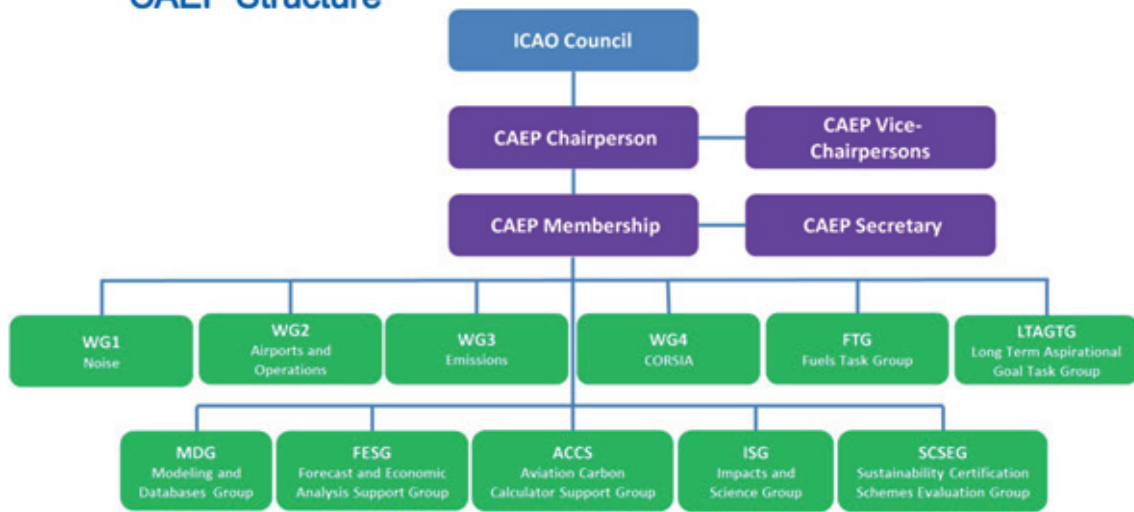 CAEP Structure
ICAO Council
CAEP Chairperson
CAEP Vice-
Chairpersons
CAEP Membership
CAEP Secretary
WG1
Noise
WG2
Airports and
Operations
WG3
Emissions
WG4
CORSIA
FTG
Fuels Task Group
LTAGTG
Long Term Aspirational
Goal Task Group
MDG
Modeling and
Databases Group
FESG
Forecast and Economic
Analysis Support Group
ACCS
Aviation Carbon
Calculator Support Group
ISG
Impacts and
Science Group
SCSEG
Sustainability Certification
Schemes Evaluation Group